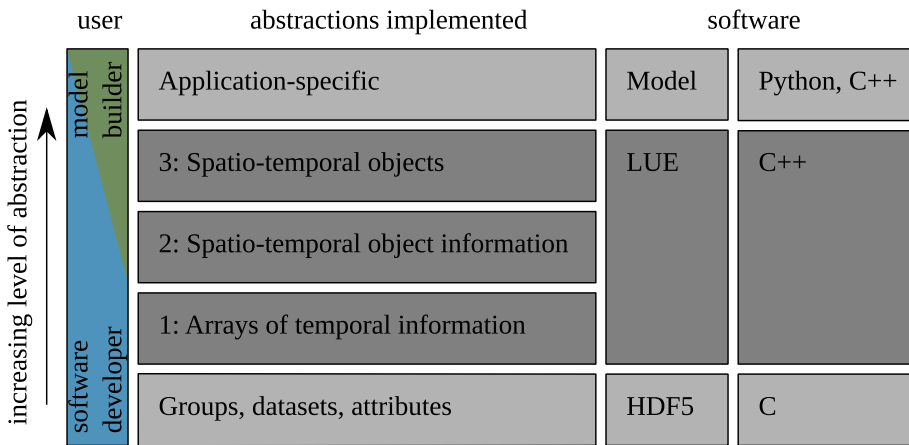 user
abstractions implemented
software
increasing level of abstraction
model
builder
software
developer
Application-specific
Model
Python, C++
3: Spatio-temporal objects
LUE
C++
2: Spatio-temporal object information
1: Arrays of temporal information
Groups, datasets, attributes
HDF5
C